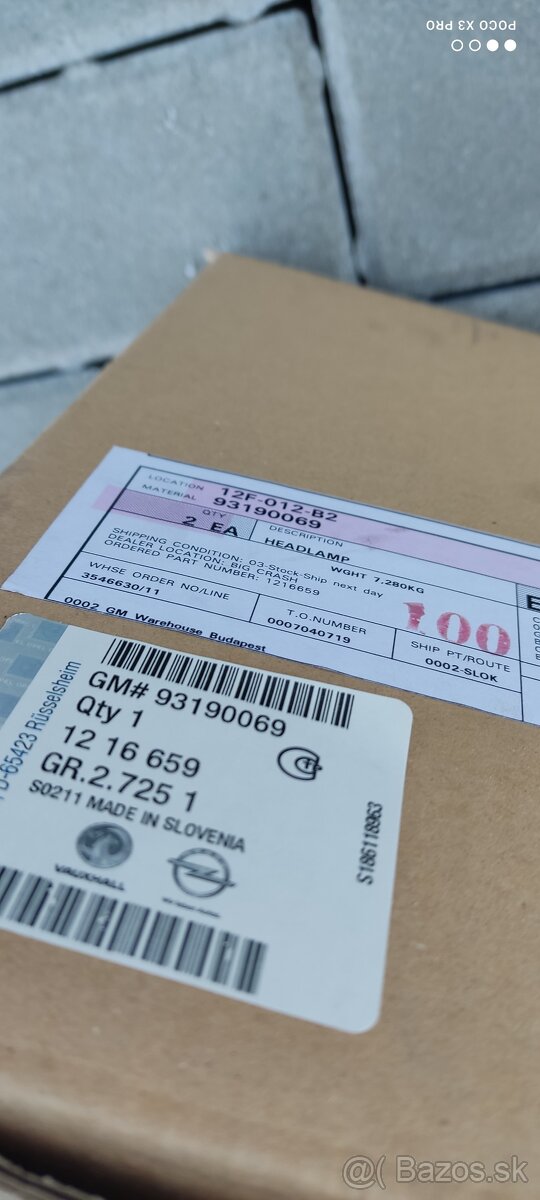 POCO X3 PRO
LOCATION 12F-012-B2
MATERIAL 93190069
QTY
2 EA
DESCRIPTION
HEADLAMP
WGHT 7.280KG
SHIPPING CONDITION: 03-Stock-Ship next day
DEALER LOCATION: BIG CRASH
ORDERED PART NUMBER: 1216659
100
WHSE ORDER NO/LINE
3546630/11
T.O.NUMBER
0007040719
SHIP PT/ROUTE
0002-SLOK
0002 GM Warehouse Budapest
D-65423 Rüsselsheim
GM# 93190069
Qty 1
12 16 659
GR.2.725 1
S0211 MADE IN SLOVENIA
S186118963
VAUXHALL
@( Bazos.sk